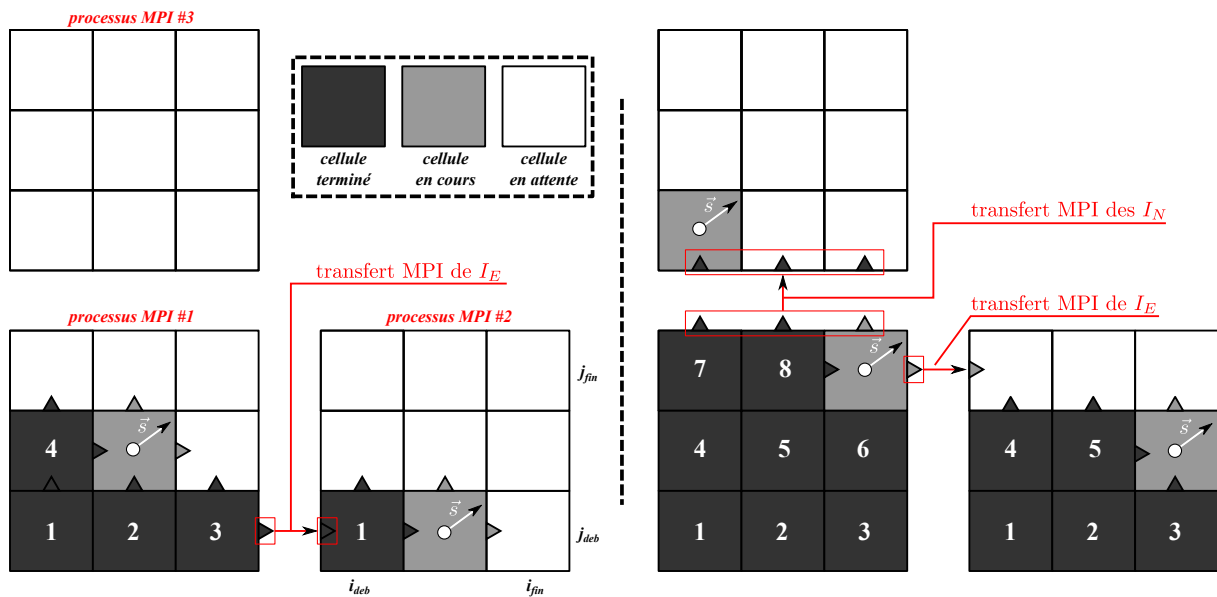 processus MPI #3
cellule
terminé
cellule
en cours
cellule
en attente
transfert MPI de I_E
processus MPI #1
processus MPI #2
j_fin
4
s⃗
1
2
3
1
s⃗
j_deb
i_deb
i_fin
s⃗
transfert MPI des I_N
transfert MPI de I_E
7
8
s⃗
4
5
6
4
5
s⃗
1
2
3
1
2
3